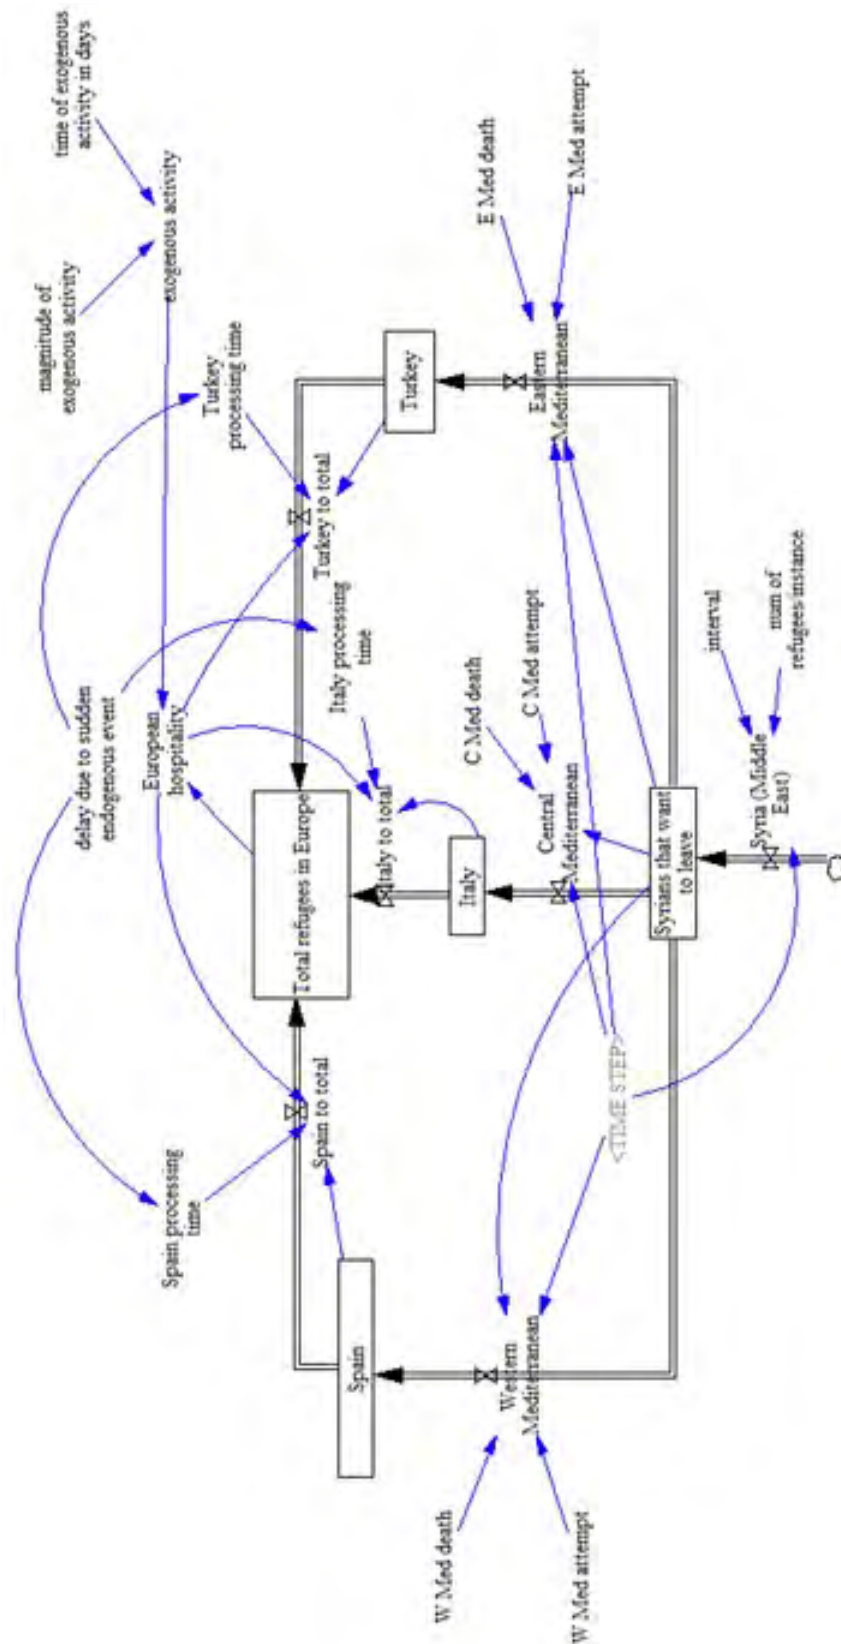 time of exogenous
activity in days
magnitude of
exogenous activity
exogenous activity
delay due to sudden
endogenous event
Turkey
processing time
European
hospitality
Spain processing
time
Turkey to total
Italy processing
time
Total refugees in Europe
Spain to total
Italy to total
Turkey
Italy
Spain
E Med death
E Med attempt
Eastern
Mediterranean
C Med death
C Med attempt
Central
Mediterranean
Western
Mediterranean
W Med death
W Med attempt
<TIME STEP>
Syrians that want
to leave
interval
num of
refugees instance
Syria (Middle
East)